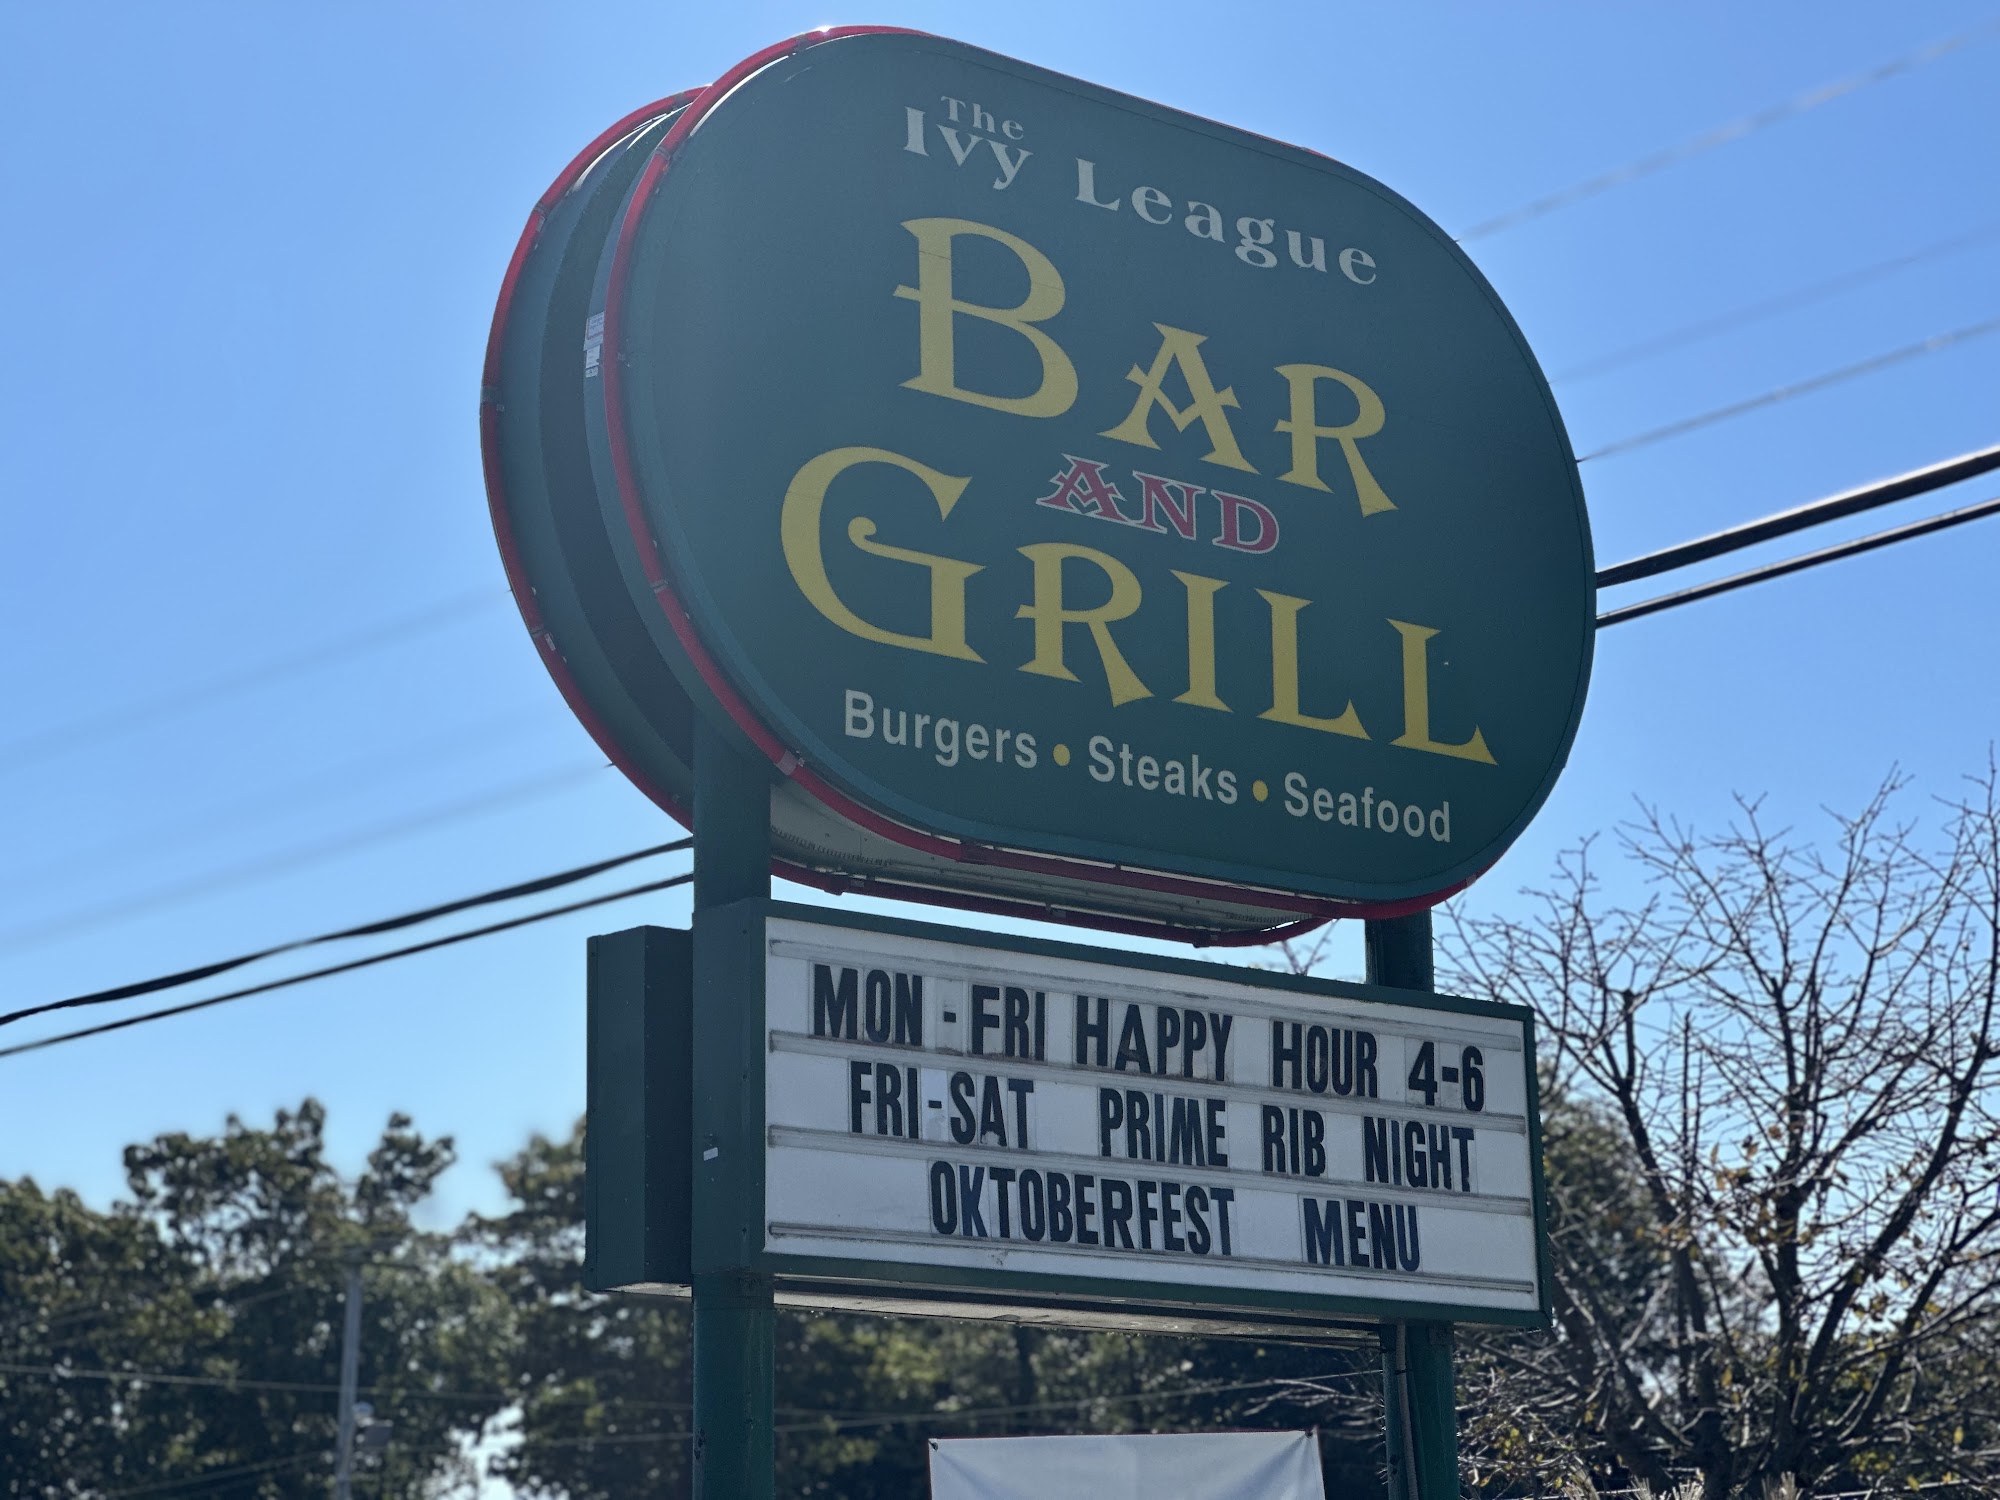 The
Ivy League
BAR
AND
GRILL
Burgers • Steaks • Seafood
MON-FRI HAPPY HOUR 4-6
FRI-SAT PRIME RIB NIGHT
OKTOBERFEST MENU